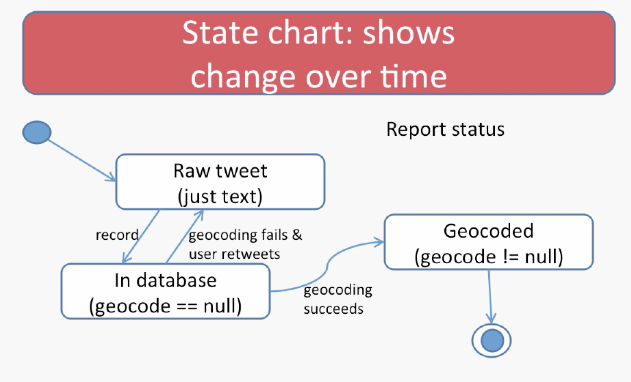 State chart: shows
change over time
Report status
Raw tweet
(just text)
record
geocoding fails &
user retweets
In database
(geocode == null)
geocoding
succeeds
Geocoded
(geocode != null)